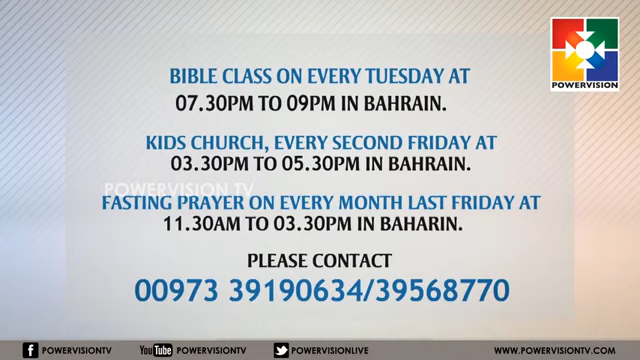 POWERVISION
BIBLE CLASS ON EVERY TUESDAY AT
07.30PM TO 09PM IN BAHRAIN.
KIDS CHURCH, EVERY SECOND FRIDAY AT
03.30PM TO 05.30PM IN BAHRAIN.
POWERVISION TV
FASTING PRAYER ON EVERY MONTH LAST FRIDAY AT
11.30AM TO 03.30PM IN BAHARIN.
PLEASE CONTACT
00973 39190634/39568770
f POWERVISIONTV YouTube POWERVISIONTV POWERVISIONLIVE WWW.POWERVISIONTV.COM